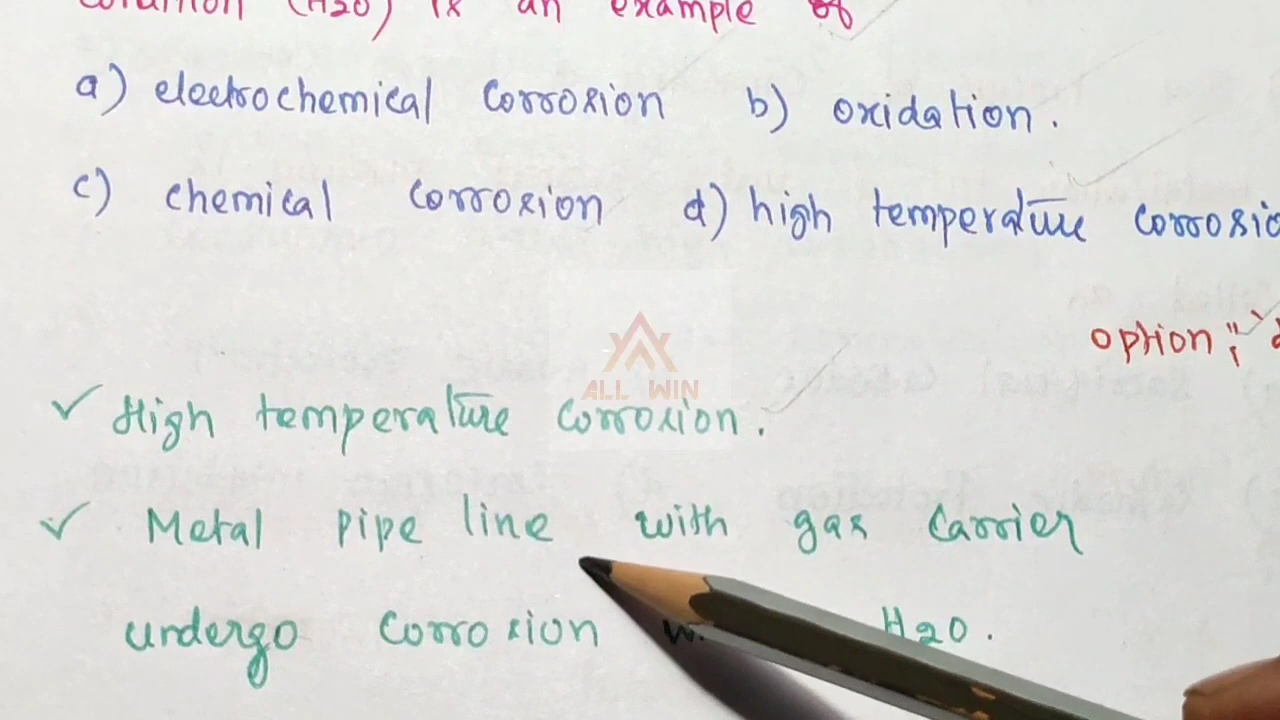 condition (H2O) is an example of
a) electrochemical corrosion b) oxidation.
c) chemical corrosion d) high temperature corrosio
option ; `d
ALL WIN
✓ High temperature corrosion.
✓ Metal pipe line with gas carrier
undergo corrosion H2O.